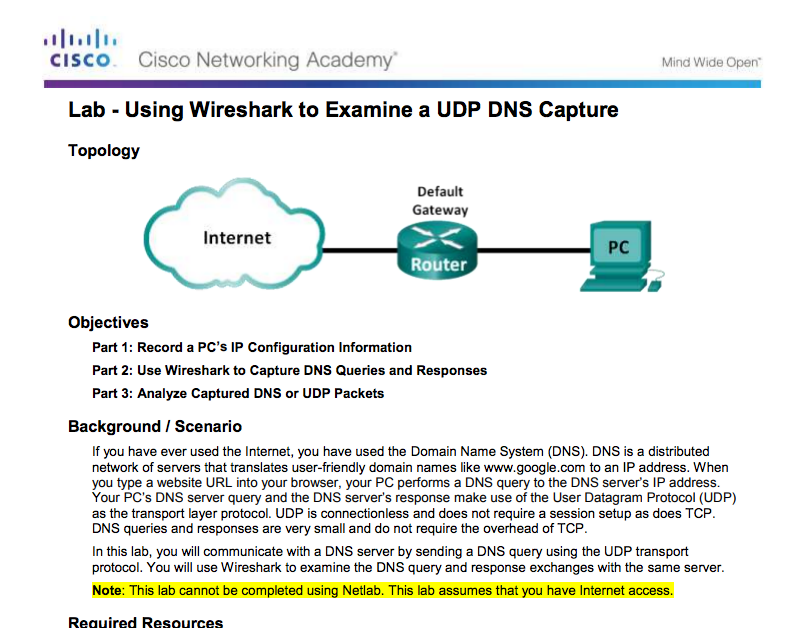 CISCO Cisco Networking Academy® Mind Wide Open™
Lab - Using Wireshark to Examine a UDP DNS Capture
Topology
Default
Gateway
Internet
Router
PC
Objectives
Part 1: Record a PC's IP Configuration Information
Part 2: Use Wireshark to Capture DNS Queries and Responses
Part 3: Analyze Captured DNS or UDP Packets
Background / Scenario
If you have ever used the Internet, you have used the Domain Name System (DNS). DNS is a distributed
network of servers that translates user-friendly domain names like www.google.com to an IP address. When
you type a website URL into your browser, your PC performs a DNS query to the DNS server's IP address.
Your PC's DNS server query and the DNS server's response make use of the User Datagram Protocol (UDP)
as the transport layer protocol. UDP is connectionless and does not require a session setup as does TCP.
DNS queries and responses are very small and do not require the overhead of TCP.
In this lab, you will communicate with a DNS server by sending a DNS query using the UDP transport
protocol. You will use Wireshark to examine the DNS query and response exchanges with the same server.
Note: This lab cannot be completed using Netlab. This lab assumes that you have Internet access.
Required Resources